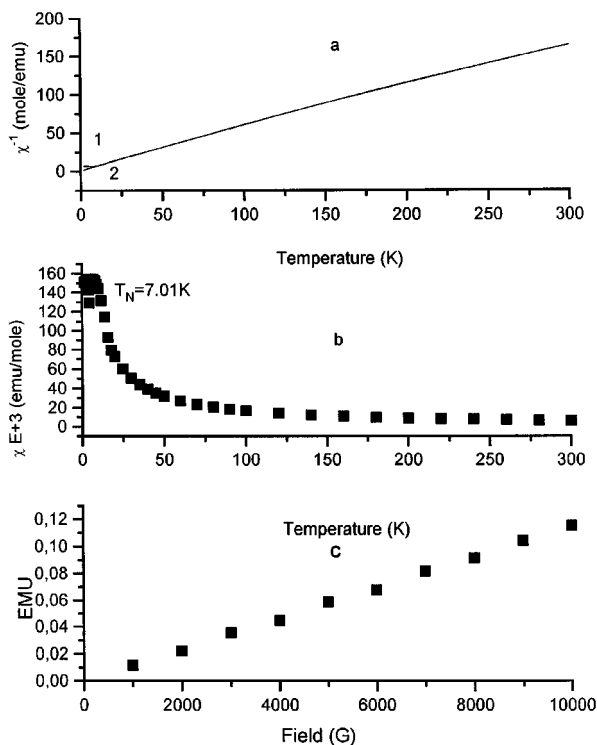 200
150
100
50
0
χ⁻¹ (mole/emu)
a
1
2
0 50 100 150 200 250 300
Temperature (K)
160
140
120
100
80
60
40
20
0
χ E+3 (emu/mole)
T_N=7.01K
b
0 50 100 150 200 250 300
Temperature (K)
c
0,12
0,10
0,08
0,06
0,04
0,02
0,00
EMU
0 2000 4000 6000 8000 10000
Field (G)